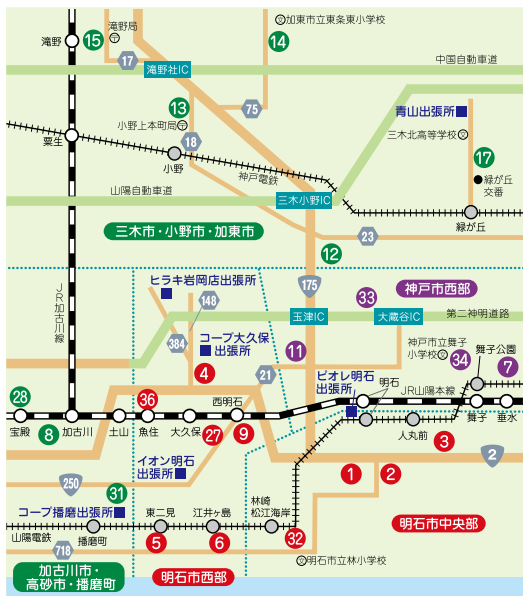 滝野局
加東市立東条東小学校
滝野
15
14
17
滝野社IC
中国自動車道
13
75
小野上本町局
18
青山出張所
粟生
三木北高等学校
小野
17
神戸電鉄
緑が丘
交番
山陽自動車道
三木小野IC
緑が丘
三木市・小野市・加東市
23
12
ヒラキ岩岡店出張所
175
神戸市西部
148
33
JR加古川線
玉津IC
大蔵谷IC
第二神明道路
384
コープ大久保
出張所
神戸市立舞子
小学校
11
34
舞子公園
7
4
21
ピオレ明石
出張所
明石
JR山陽本線
28
36
西明石
宝殿
8
加古川
土山
魚住
大久保
27
9
人丸前
舞子
垂水
3
イオン明石
出張所
2
250
1
2
31
コープ播磨出張所
東二見
江井ヶ島
林崎
松江海岸
明石市中央部
山陽電鉄
播磨町
5
6
32
718
加古川市・
高砂市・播磨町
明石市西部
明石市立林小学校